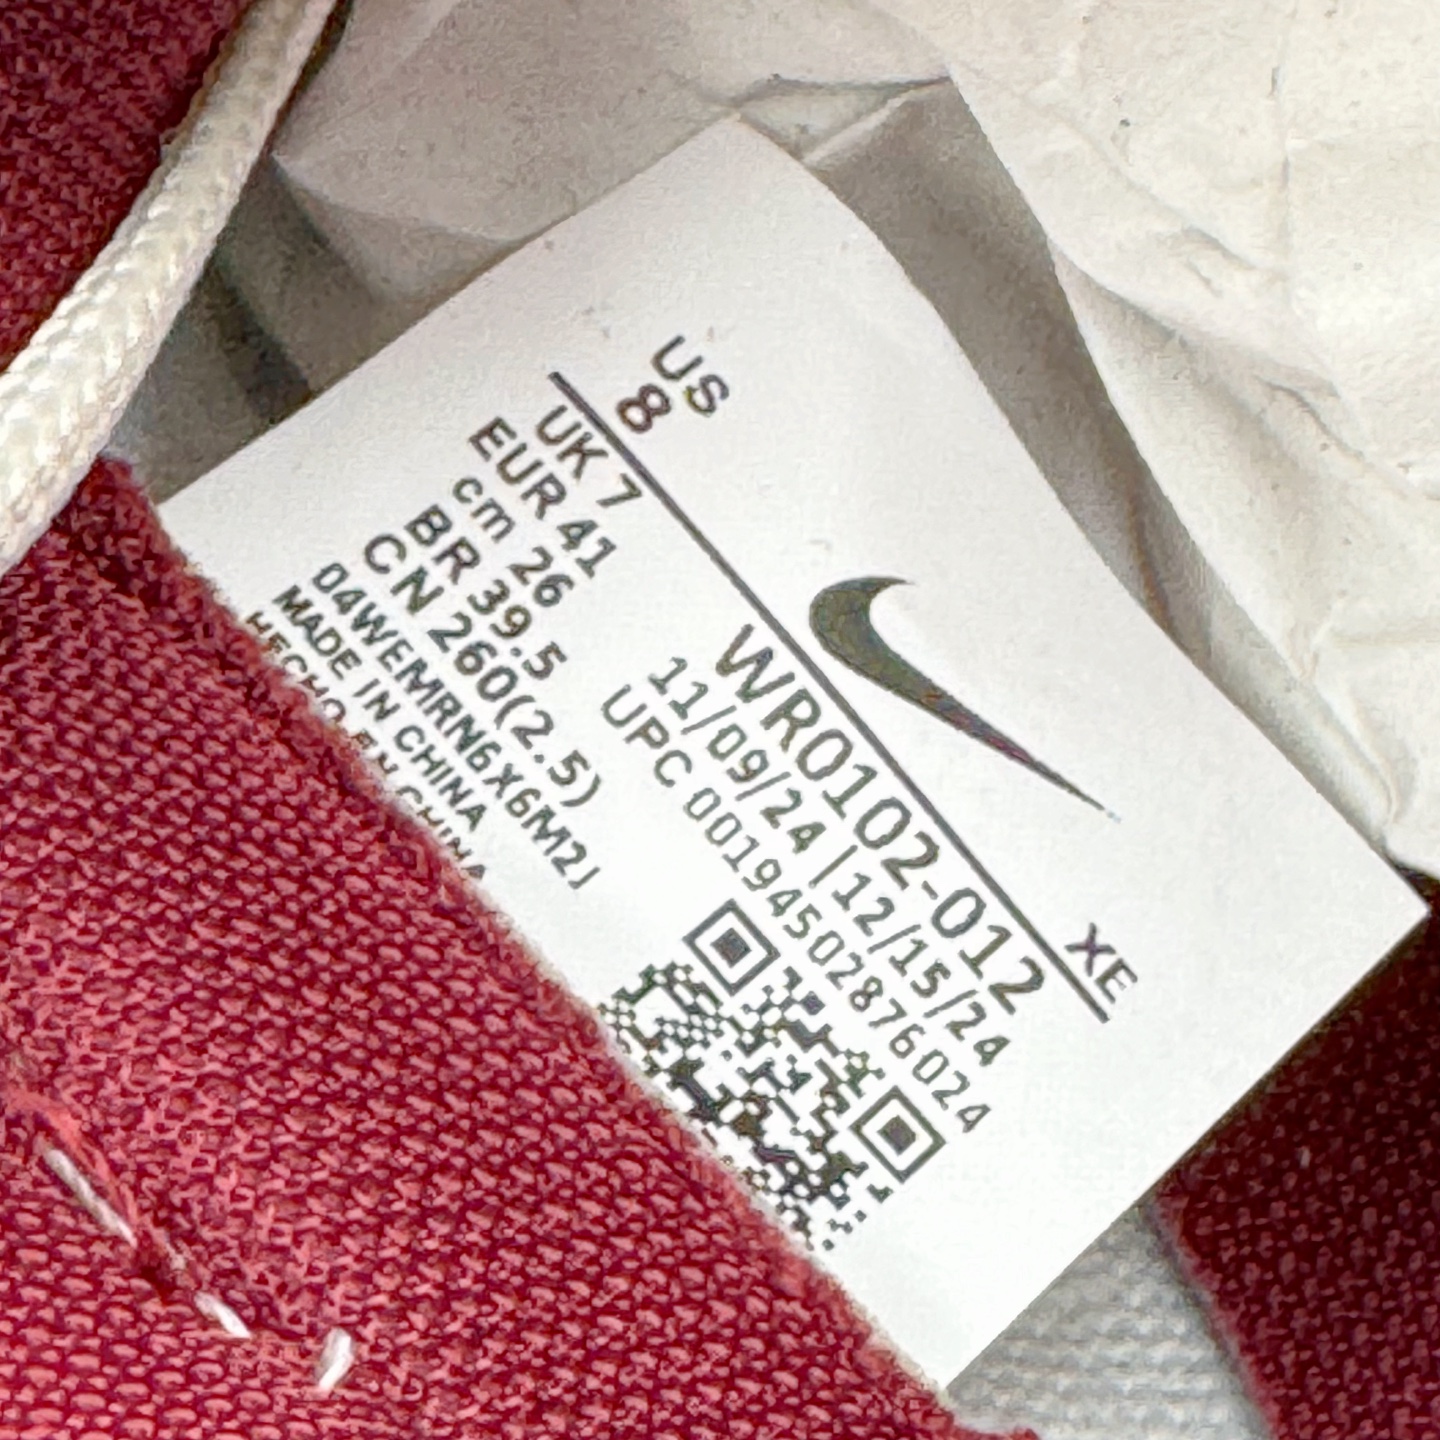 US
8
UK 7
EUR 41
cm 26
BR 39.5
CN 260(2.5)
04WEMRN6X6M2J
MADE IN CHINA
HECHO EN CHINA
WR0102-012
11/09/24 | 12/15/24
UPC 00194502876024
XE